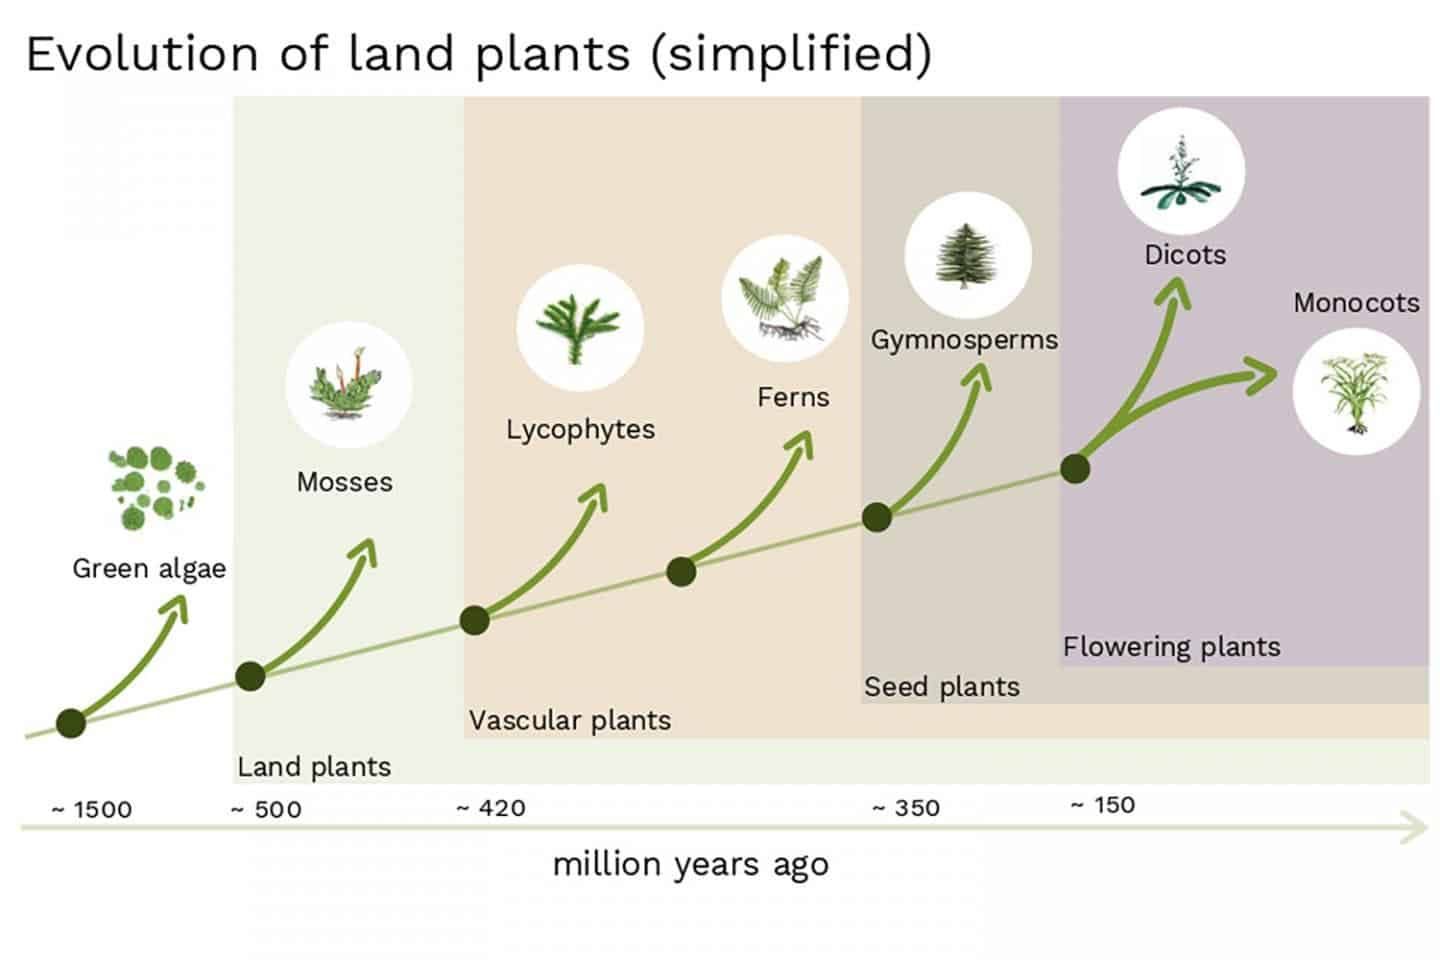 Evolution of land plants (simplified)
Dicots
Monocots
Gymnosperms
Ferns
Lycophytes
Mosses
Green algae
Flowering plants
Seed plants
Vascular plants
Land plants
~ 1500
~ 500
~ 420
~ 350
~ 150
million years ago